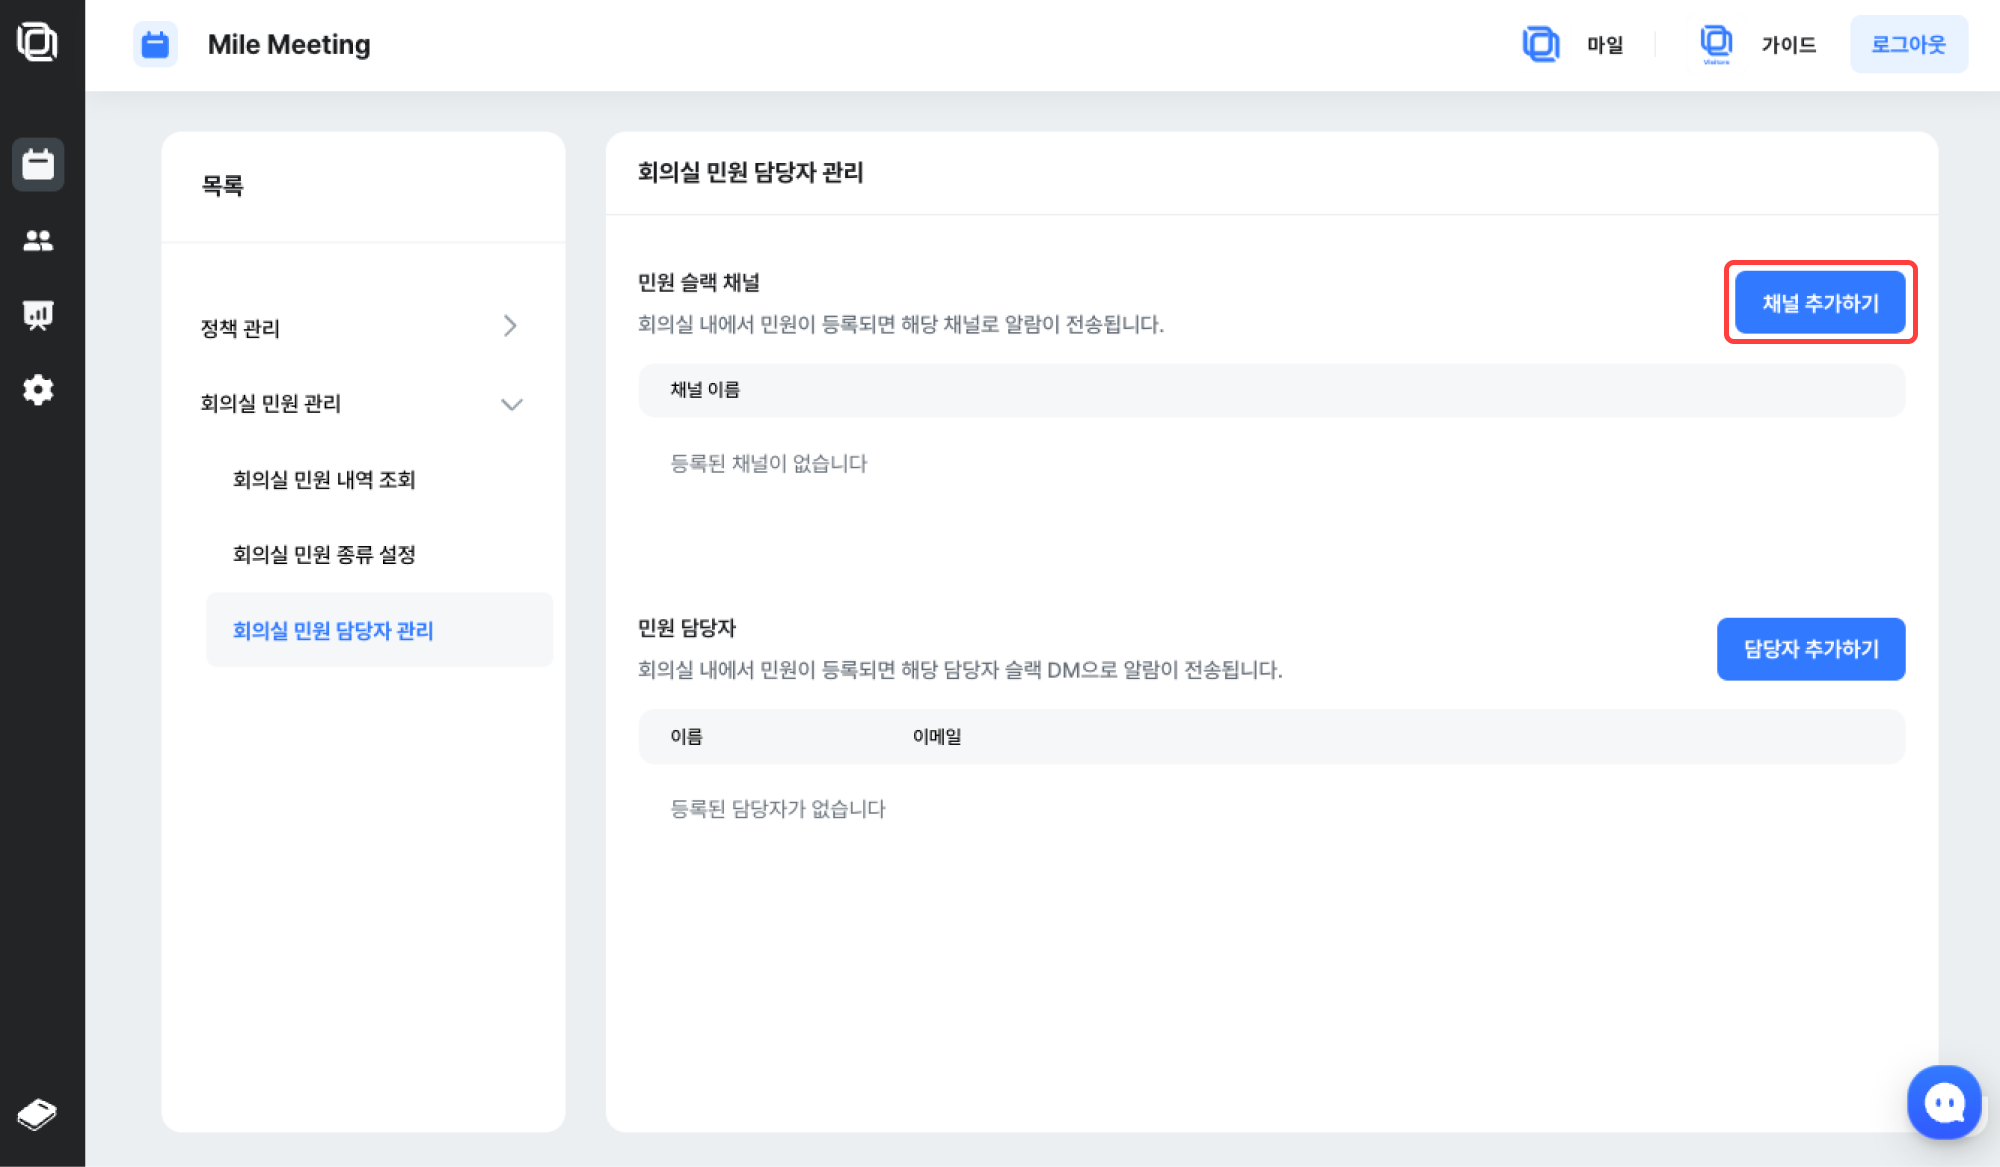 Mile Meeting
마일
Visitors
가이드
로그아웃
목록
정책 관리
회의실 민원 관리
회의실 민원 내역 조회
회의실 민원 종류 설정
회의실 민원 담당자 관리
회의실 민원 담당자 관리
민원 슬랙 채널
회의실 내에서 민원이 등록되면 해당 채널로 알람이 전송됩니다.
채널 추가하기
채널 이름
등록된 채널이 없습니다
민원 담당자
회의실 내에서 민원이 등록되면 해당 담당자 슬랙 DM으로 알람이 전송됩니다.
담당자 추가하기
이름 이메일
등록된 담당자가 없습니다